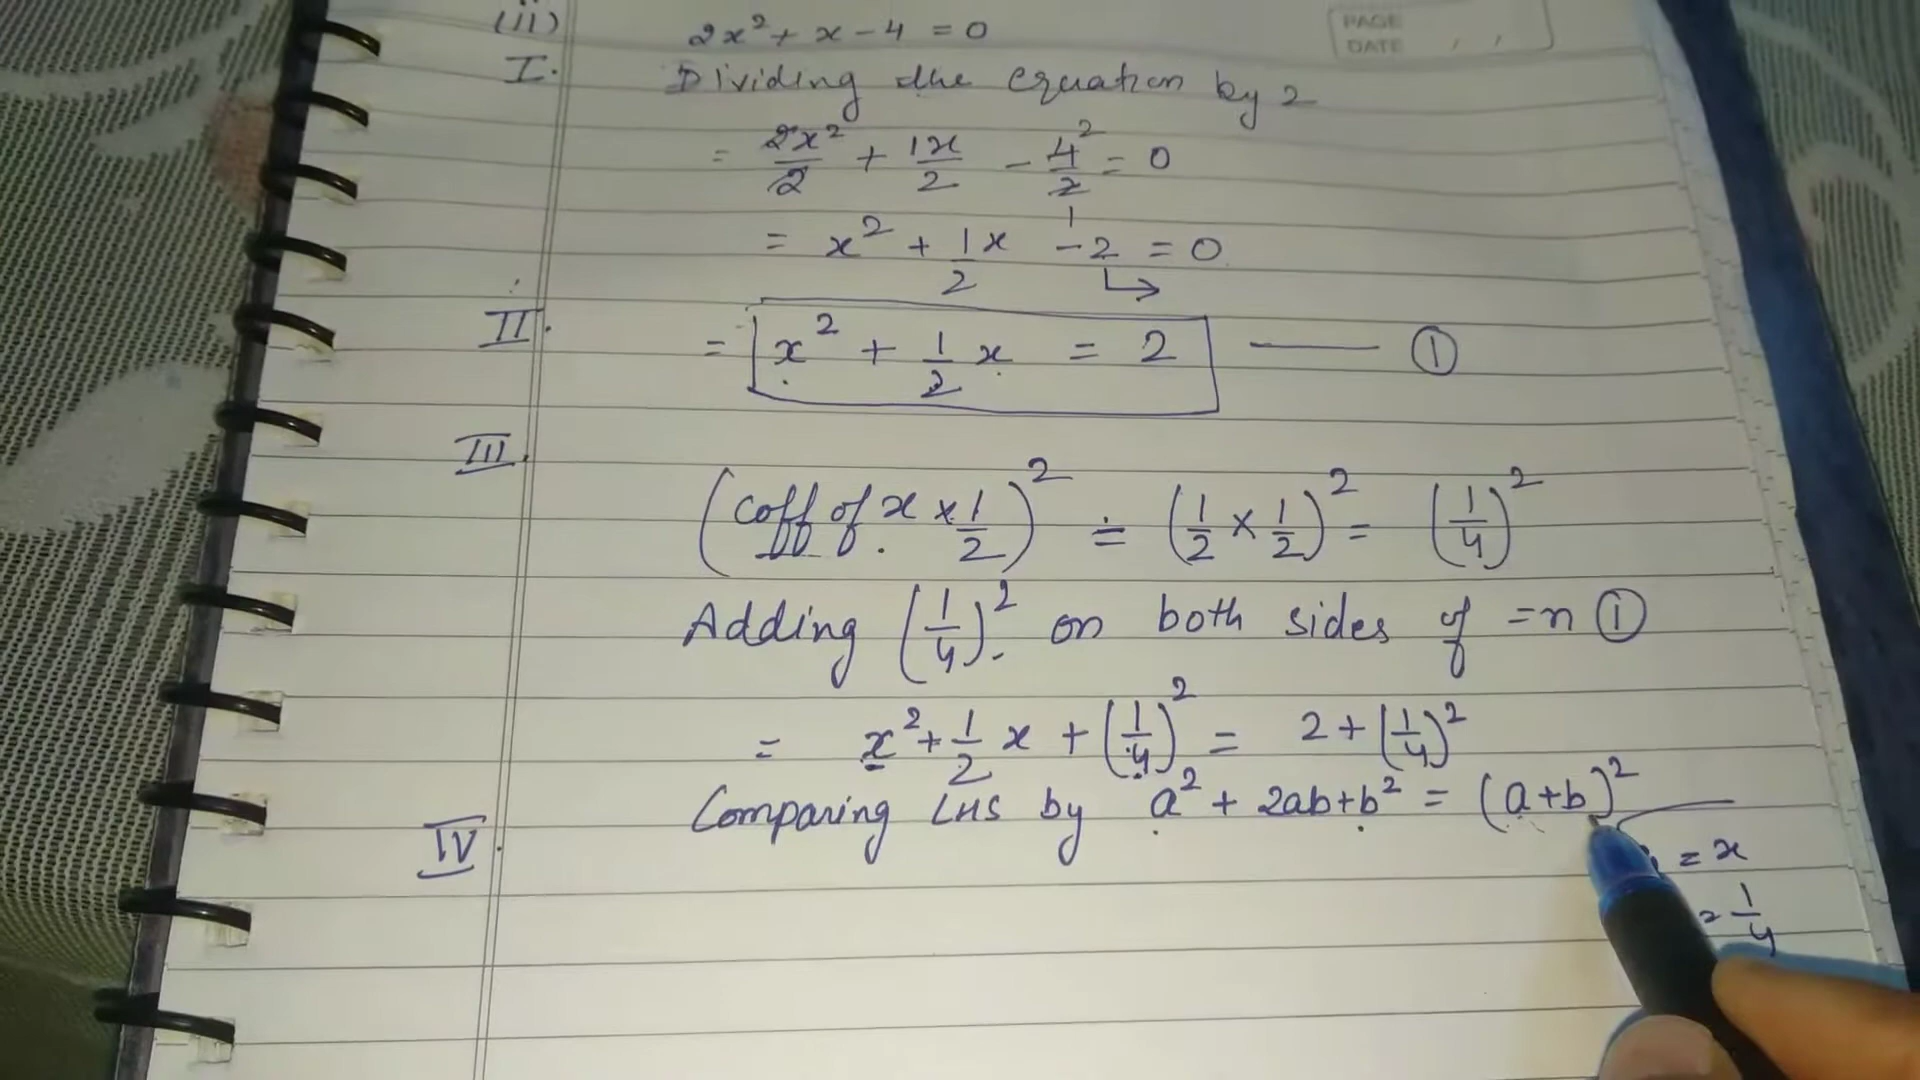 (ii) 2x² + x - 4 = 0
PAGE
DATE , ,
I. Dividing the equation by 2
= 2x²/2 + 1x/2 - 4²/2 = 0
1
= x² + 1/2 x - 2 = 0
II. = x² + 1/2 x = 2 —— ①
III. (Coff of x × 1/2)² = (1/2 × 1/2)² = (1/4)²
Adding (1/4)² on both sides of =n ①
= x² + 1/2 x + (1/4)² = 2 + (1/4)²
IV. Comparing LHS by a² + 2ab + b² = (a+b)²
= x
= 1/4